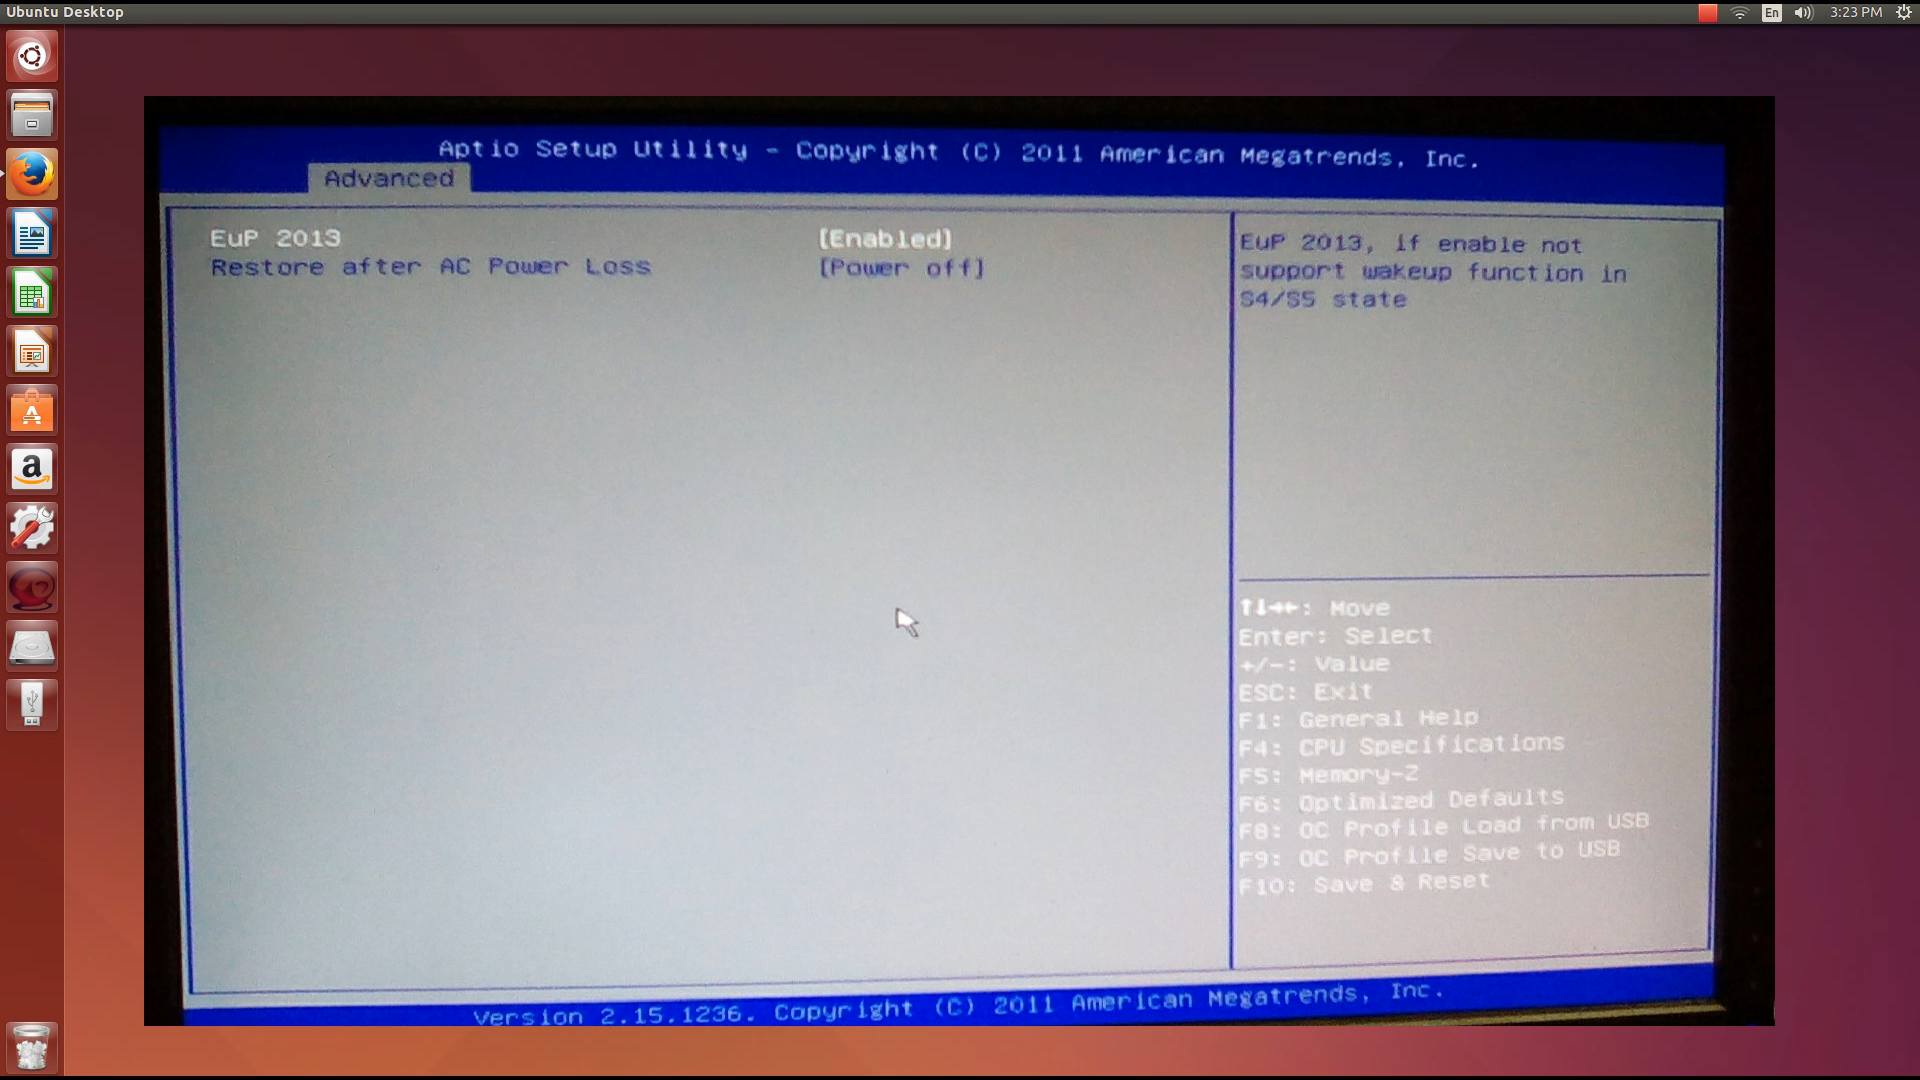 Ubuntu Desktop
En
3:23 PM
Aptio Setup Utility - Copyright (C) 2011 American Megatrends, Inc.
Advanced
EuP 2013 [Enabled]
Restore after AC Power Loss [Power off]
EuP 2013, if enable not
support wakeup function in
S4/S5 state
↑↓→←: Move
Enter: Select
+/-: Value
ESC: Exit
F1: General Help
F4: CPU Specifications
F5: Memory-Z
F6: Optimized Defaults
F8: OC Profile Load from USB
F9: OC Profile Save to USB
F10: Save & Reset
Version 2.15.1236. Copyright (C) 2011 American Megatrends, Inc.
a